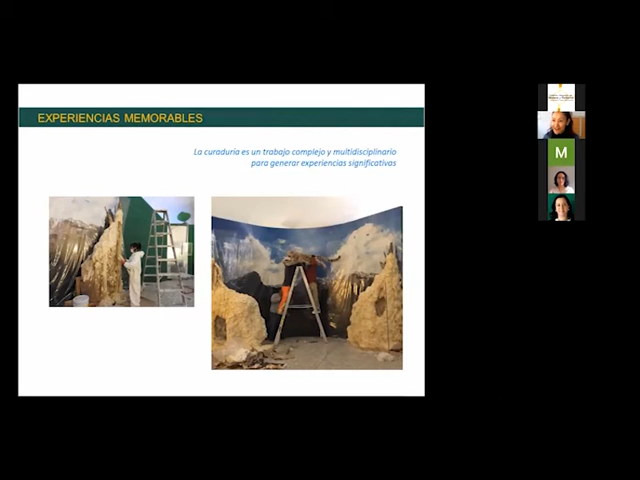 EXPERIENCIAS MEMORABLES
La curaduría es un trabajo complejo y multidisciplinario
para generar experiencias significativas
M